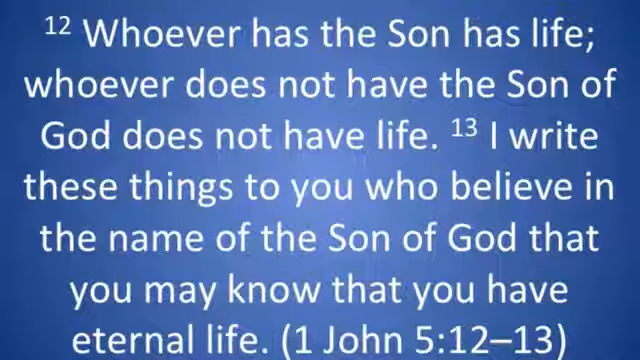 12 Whoever has the Son has life;
whoever does not have the Son of
God does not have life. 13 I write
these things to you who believe in
the name of the Son of God that
you may know that you have
eternal life. (1 John 5:12–13)